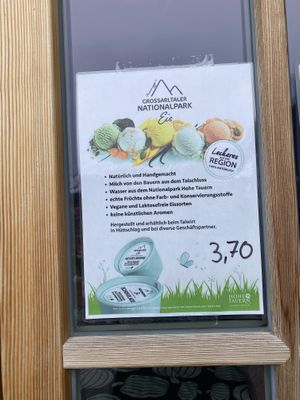 GROSSARLTALER
NATIONALPARK
Eis
Leckeres
AUS DER
REGION
• Natürlich und Handgemacht
• Milch von den Bauern aus dem Talschluss
• Wasser aus dem Nationalpark Hohe Tauern
• echte Früchte ohne Farb- und Konservierungsstoffe
• Vegane und Laktosefreie Eissorten
• keine künstlichen Aromen
Hergestellt und erhältlich beim Talwirt
in Hüttschlag und bei diverse Geschäftspartner.
3,70
HOHE
TAUERN